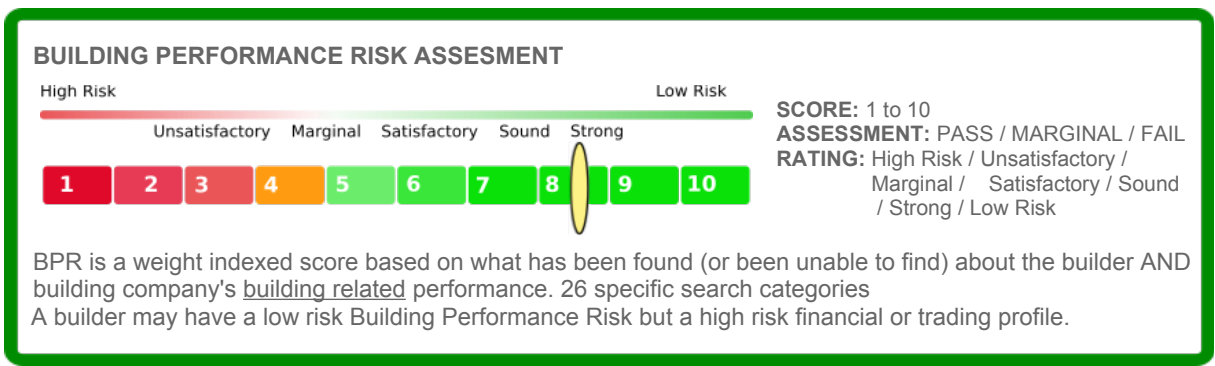 BUILDING PERFORMANCE RISK ASSESMENT
High Risk Low Risk
Unsatisfactory Marginal Satisfactory Sound Strong
1 2 3 4 5 6 7 8 9 10
SCORE: 1 to 10
ASSESSMENT: PASS / MARGINAL / FAIL
RATING: High Risk / Unsatisfactory /
Marginal / Satisfactory / Sound
/ Strong / Low Risk
BPR is a weight indexed score based on what has been found (or been unable to find) about the builder AND
building company's building related performance. 26 specific search categories
A builder may have a low risk Building Performance Risk but a high risk financial or trading profile.